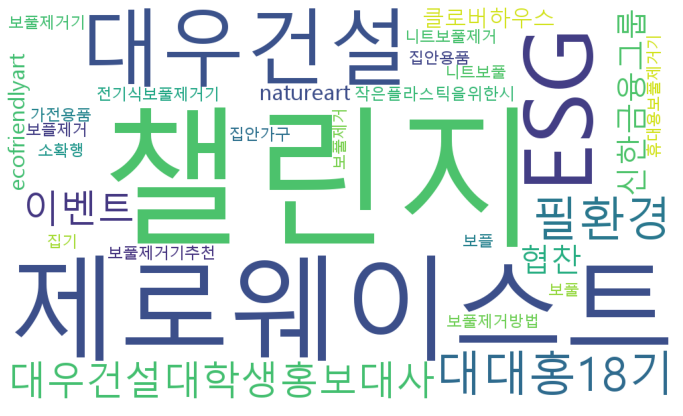 보풀제거기
대우건설
클로버하우스
니트보풀제거
집안용품
니트보풀
전기식보풀제거기
natureart
작은플라스틱을위한시
ESG
신한금융그룹
휴대용보풀제거기
ecofriendlyart
가전용품
보플제거
소확행
집안가구
보풀제거
챌린지
이벤트
필환경
집기
보풀제거기추천
보플
협찬
제로웨이스트
보풀
보풀제거방법
대우건설대학생홍보대사
대대홍18기